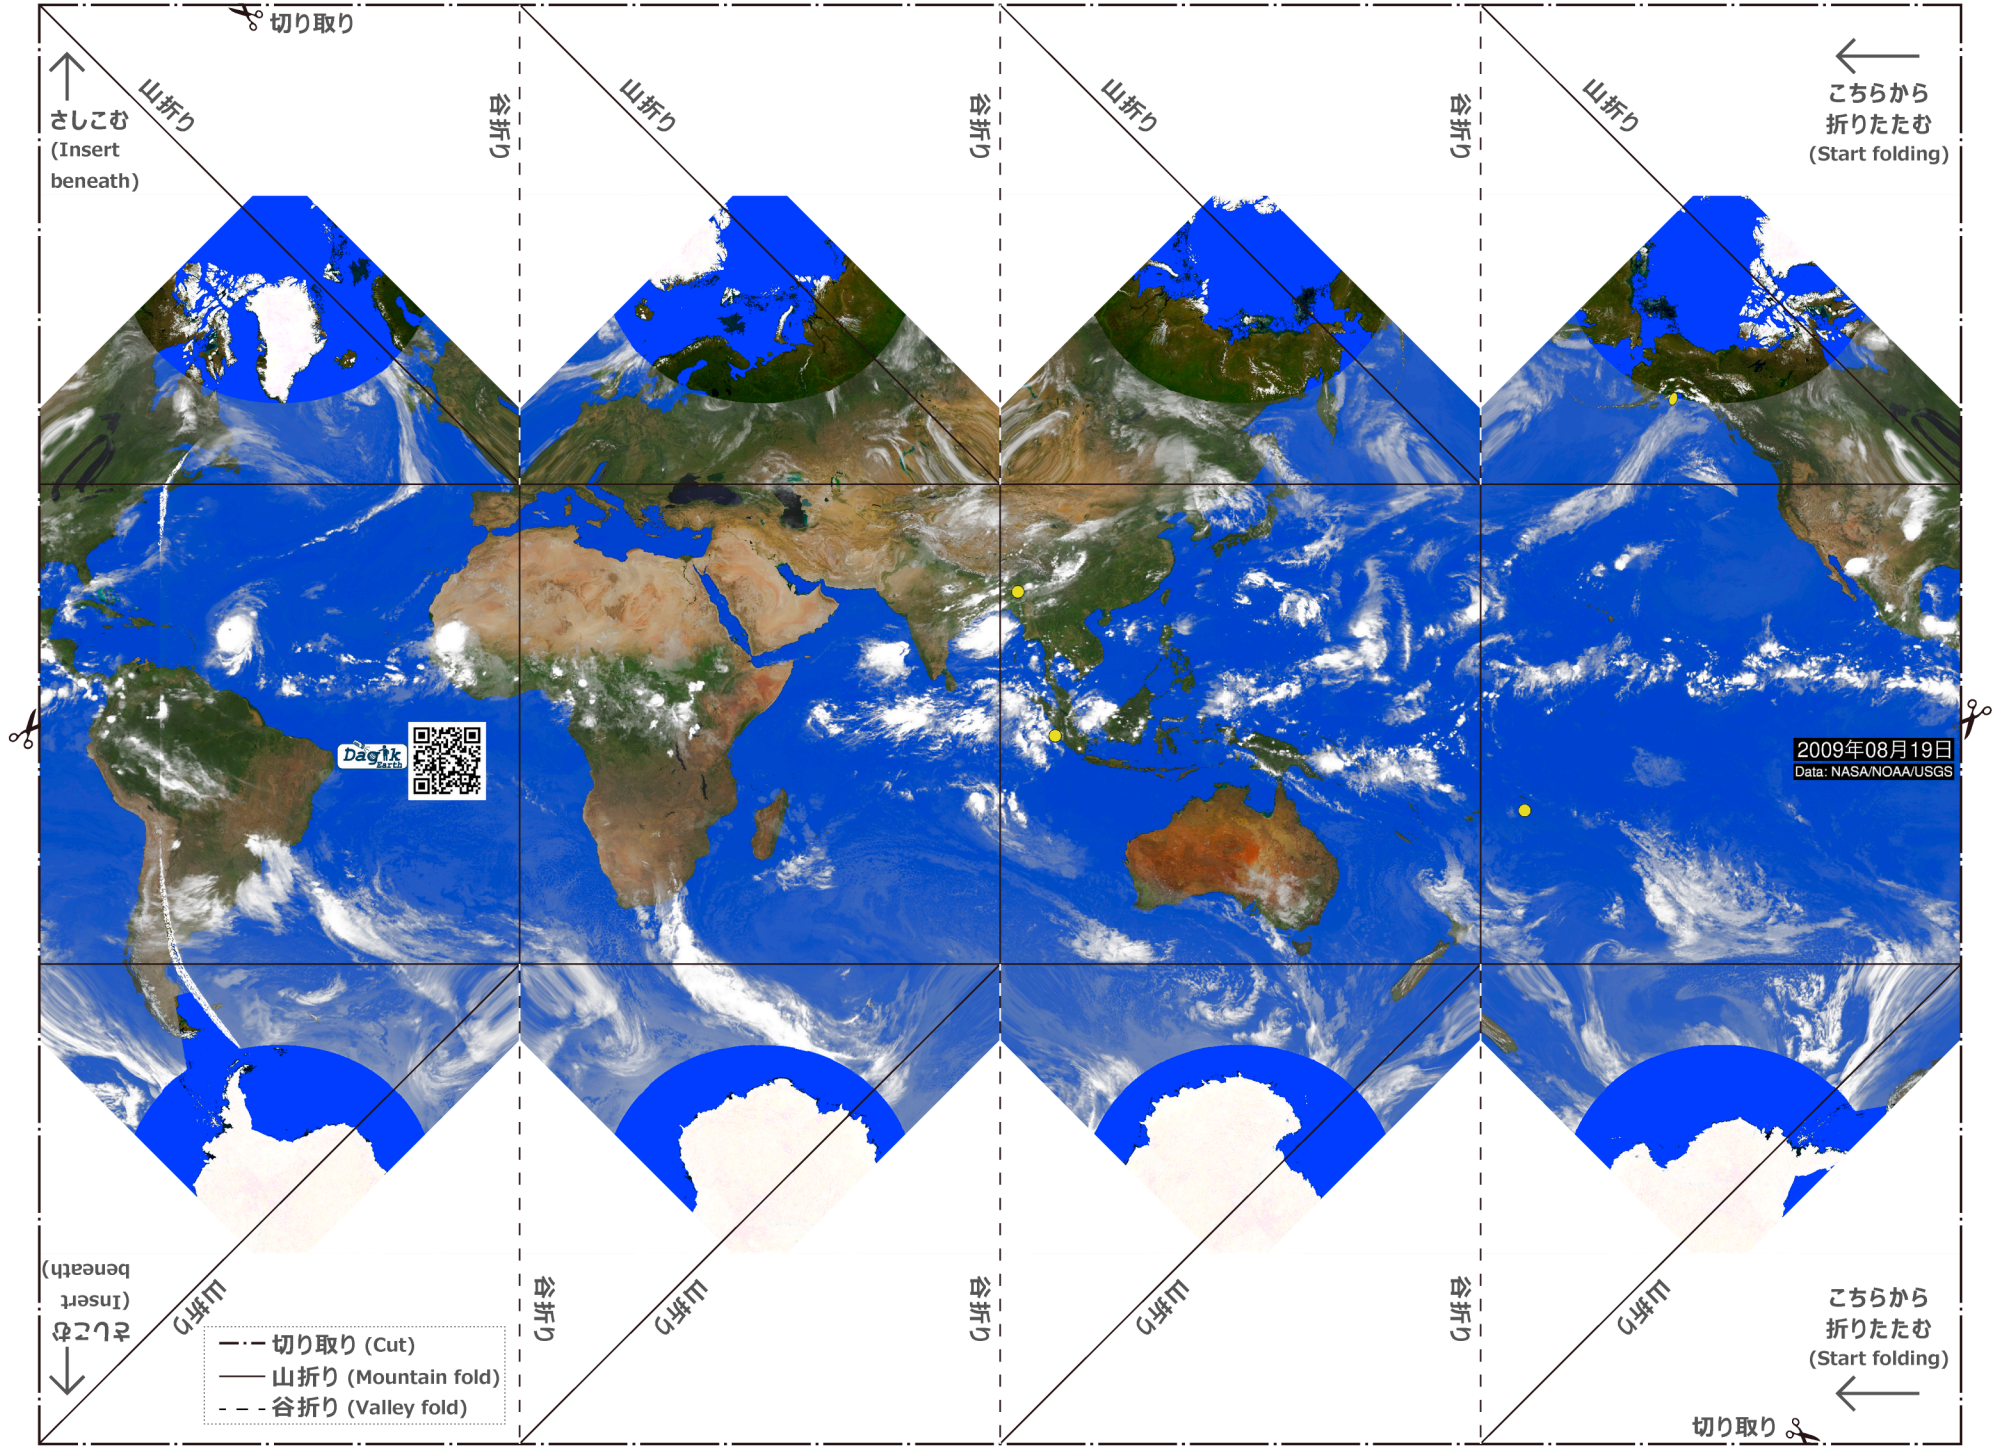 切り取り
さしこむ
(Insert
beneath)
山折り
谷折り
山折り
谷折り
山折り
谷折り
山折り
こちらから
折りたたむ
(Start folding)
Dagik
Earth
2009年08月19日
Data: NASA/NOAA/USGS
さしこむ
(Insert
beneath)
山折り
谷折り
山折り
谷折り
山折り
谷折り
山折り
こちらから
折りたたむ
(Start folding)
切り取り (Cut)
山折り (Mountain fold)
谷折り (Valley fold)
切り取り